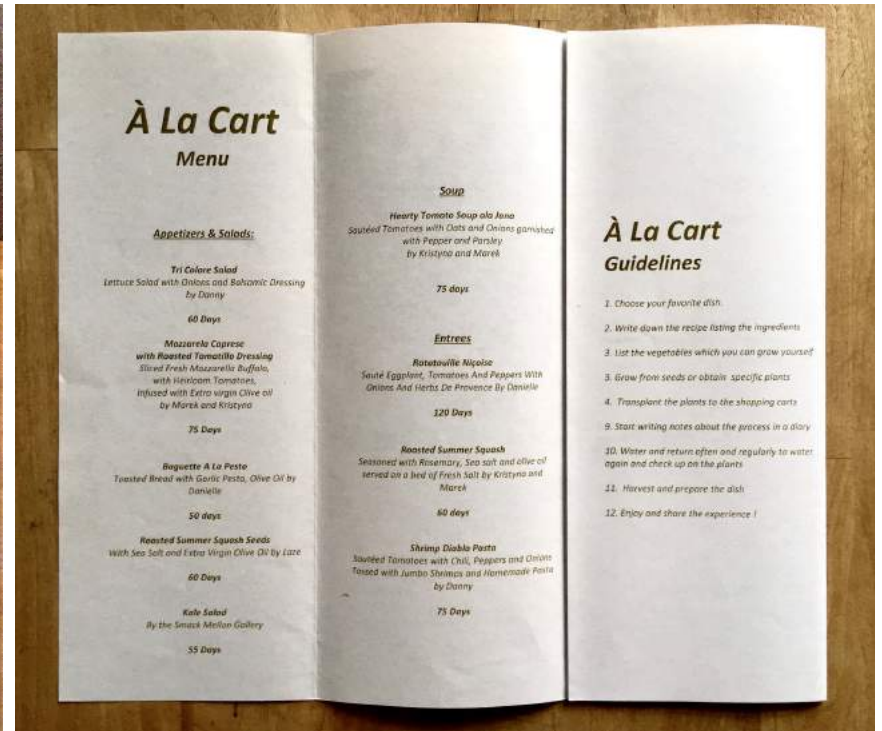 À La Cart
Menu
Appetizers & Salads:
Tri Colore Salad
Lettuce Salad with Onions and Balsamic Dressing
by Danny
60 Days
Mozzarela Caprese
with Roasted Tomatillo Dressing
Sliced Fresh Mozzarella Buffalo,
with Heirloom Tomatoes,
Infused with Extra virgin Olive oil
by Marek and Kristyna
75 Days
Baguette A La Pesto
Toasted Bread with Garlic Pesto, Olive Oil by
Danielle
50 days
Roasted Summer Squash Seeds
With Sea Salt and Extra Virgin Olive Oil by Laze
60 Days
Kale Salad
By the Smack Mellon Gallery
55 Days
Soup
Hearty Tomato Soup ala Jona
Sautéed Tomatoes with Oats and Onions garnished
with Pepper and Parsley
by Kristyna and Marek
75 days
Entrees
Ratatouille Niçoise
Sauté Eggplant, Tomatoes And Peppers With
Onions And Herbs De Provence By Danielle
120 Days
Roasted Summer Squash
Seasoned with Rosemary, Sea salt and olive oil
served on a bed of Fresh Salt by Kristyna and
Marek
60 days
Shrimp Diablo Pasta
Sautéed Tomatoes with Chili, Peppers and Onions
Tossed with Jumbo Shrimps and Homemade Pasta
by Danny
75 Days
À La Cart
Guidelines
1. Choose your favorite dish.
2. Write down the recipe listing the ingredients
3. List the vegetables which you can grow yourself
3. Grow from seeds or obtain specific plants
4. Transplant the plants to the shopping carts
9. Start writing notes about the process in a diary
10. Water and return often and regularly to water
again and check up on the plants
11. Harvest and prepare the dish
12. Enjoy and share the experience !